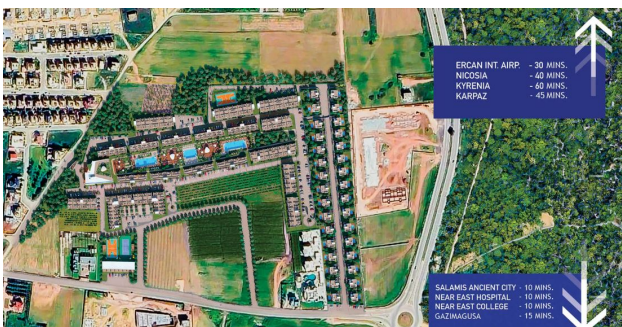 ERCAN INT. AIRP. - 30 MINS.
NICOSIA - 40 MINS.
KYRENIA - 60 MINS.
KARPAZ - 45 MINS.
SALAMIS ANCIENT CITY - 10 MINS.
NEAR EAST HOSPITAL - 10 MINS.
NEAR EAST COLLEGE - 10 MINS.
GAZIMAGUSA - 15 MINS.